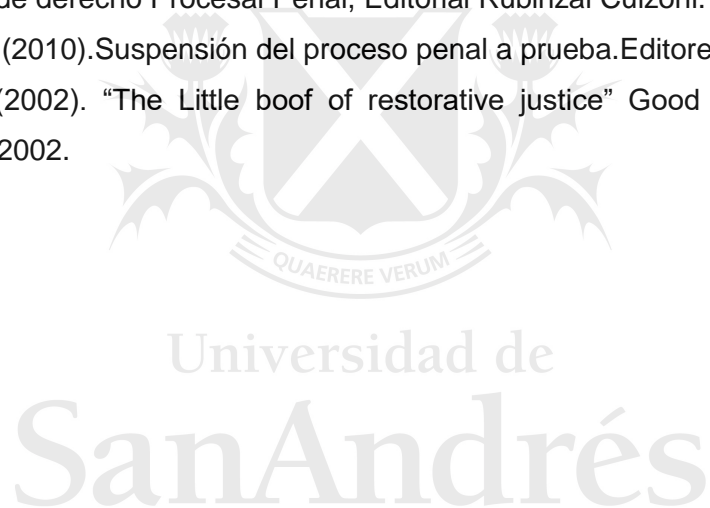 de derecho Procesal Penal, Editorial Rubinzal Culzoni.
(2010).Suspensión del proceso penal a prueba.Editore
(2002). “The Little boof of restorative justice” Good
2002.
QUAERERE VERUM
Universidad de
SanAndrés